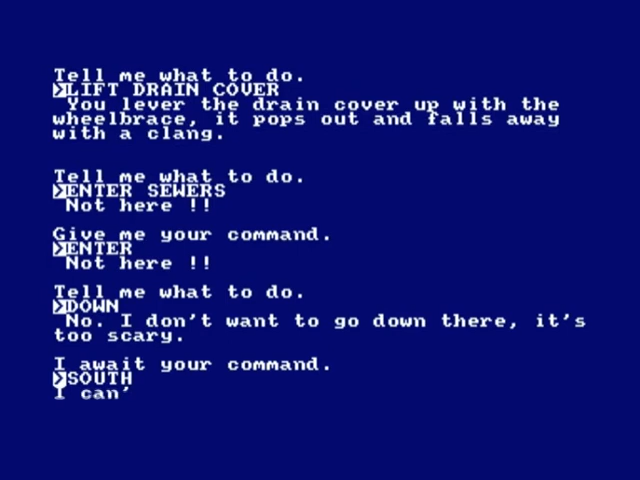 Tell me what to do.
>LIFT DRAIN COVER
You lever the drain cover up with the
wheelbrace, it pops out and falls away
with a clang.
Tell me what to do.
>ENTER SEWERS
Not here !!
Give me your command.
>ENTER
Not here !!
Tell me what to do.
>DOWN
No. I don't want to go down there, it's
too scary.
I await your command.
>SOUTH
I can'